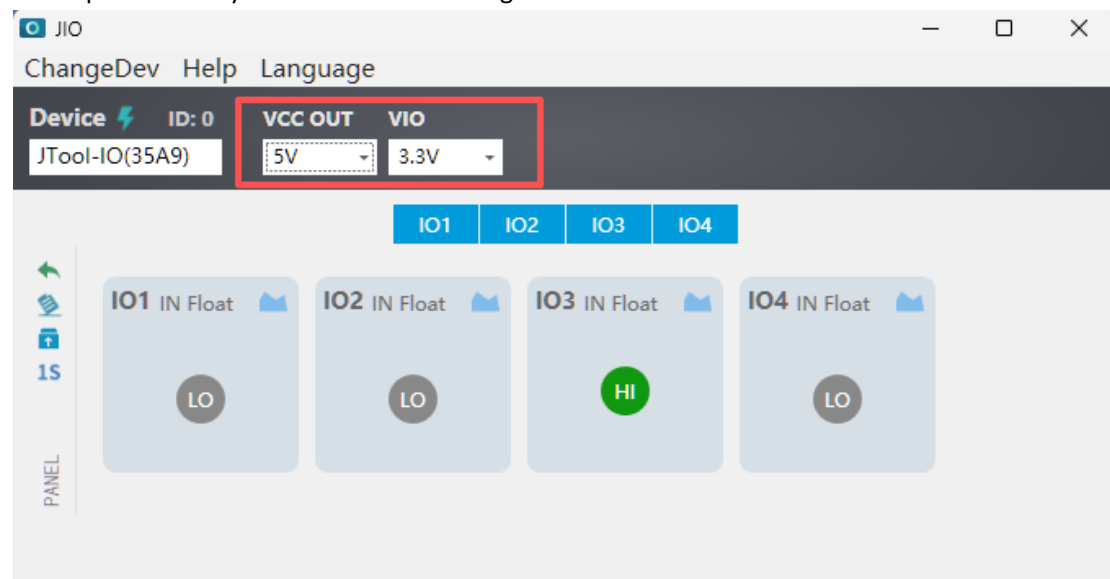 JIO
ChangeDev Help Language
Device ID: 0 VCC OUT VIO
JTool-IO(35A9) 5V 3.3V
IO1 IO2 IO3 IO4
IO1 IN Float IO2 IN Float IO3 IN Float IO4 IN Float
1S
LO LO HI LO
PANEL